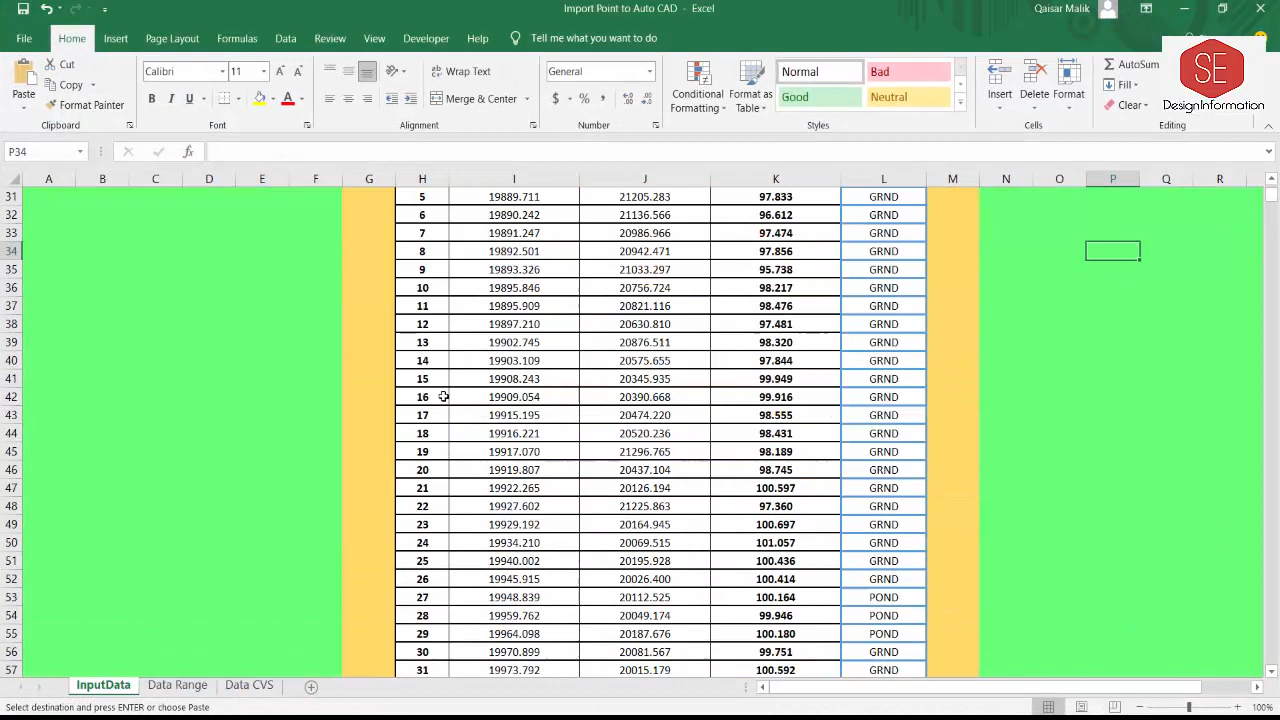 Import Point to Auto CAD - Excel
Qaisar Malik
File Home Insert Page Layout Formulas Data Review View Developer Help Tell me what you want to do
Paste
Cut
Copy
Format Painter
Clipboard
Calibri 11
B I U
Font
Wrap Text
Merge & Center
Alignment
General
$ % ,
Number
Conditional Formatting
Format as Table
Normal Bad
Good Neutral
Styles
Insert Delete Format
Cells
AutoSum
Fill
Clear
Editing
SE
DesignInformation
P34 fx
A B C D E F G H I J K L M N O P Q R
31 5 19889.711 21205.283 97.833 GRND
32 6 19890.242 21136.566 96.612 GRND
33 7 19891.247 20986.966 97.474 GRND
34 8 19892.501 20942.471 97.856 GRND
35 9 19893.326 21033.297 95.738 GRND
36 10 19895.846 20756.724 98.217 GRND
37 11 19895.909 20821.116 98.476 GRND
38 12 19897.210 20630.810 97.481 GRND
39 13 19902.745 20876.511 98.320 GRND
40 14 19903.109 20575.655 97.844 GRND
41 15 19908.243 20345.935 99.949 GRND
42 16 19909.054 20390.668 99.916 GRND
43 17 19915.195 20474.220 98.555 GRND
44 18 19916.221 20520.236 98.431 GRND
45 19 19917.070 21296.765 98.189 GRND
46 20 19919.807 20437.104 98.745 GRND
47 21 19922.265 20126.194 100.597 GRND
48 22 19927.602 21225.863 97.360 GRND
49 23 19929.192 20164.945 100.697 GRND
50 24 19934.210 20069.515 101.057 GRND
51 25 19940.002 20195.928 100.436 GRND
52 26 19945.915 20026.400 100.414 GRND
53 27 19948.839 20112.525 100.164 POND
54 28 19959.762 20049.174 99.946 POND
55 29 19964.098 20187.676 100.180 POND
56 30 19970.899 20081.567 99.751 GRND
57 31 19973.792 20015.179 100.592 GRND
InputData Data Range Data CVS
Select destination and press ENTER or choose Paste
100%